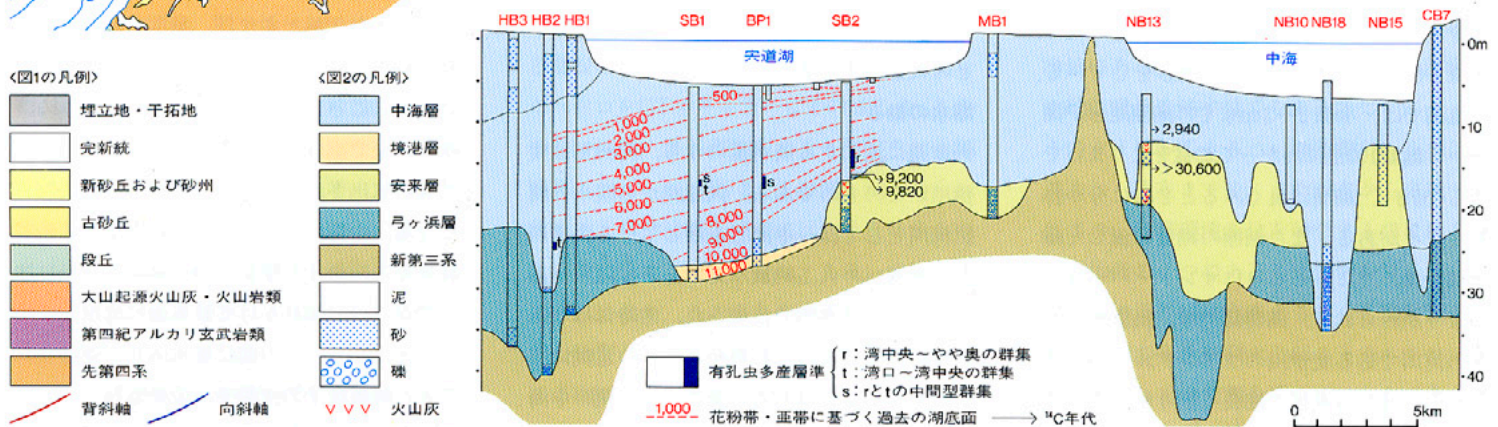 HB3 HB2 HB1 SB1 BP1 SB2 MB1 NB13 NB10 NB18 NB15 CB7
0m
宍道湖
中海
10
20
30
40
500
1,000
2,000
3,000
4,000
5,000
6,000
7,000
8,000
9,000
10,000
11,000
s
t
s
r
t
9,200
9,820
2,940
>30,600
<図1の凡例>
埋立地・干拓地
完新統
新砂丘および砂州
古砂丘
段丘
大山起源火山灰・火山岩類
第四紀アルカリ玄武岩類
先第四系
背斜軸
向斜軸
<図2の凡例>
中海層
境港層
安来層
弓ヶ浜層
新第三系
泥
砂
礫
火山灰
有孔虫多産層準
r:湾中央~やや奥の群集
t:湾口~湾中央の群集
s:rとtの中間型群集
1,000 花粉帯・亜帯に基づく過去の湖底面
¹⁴C年代
0 5km